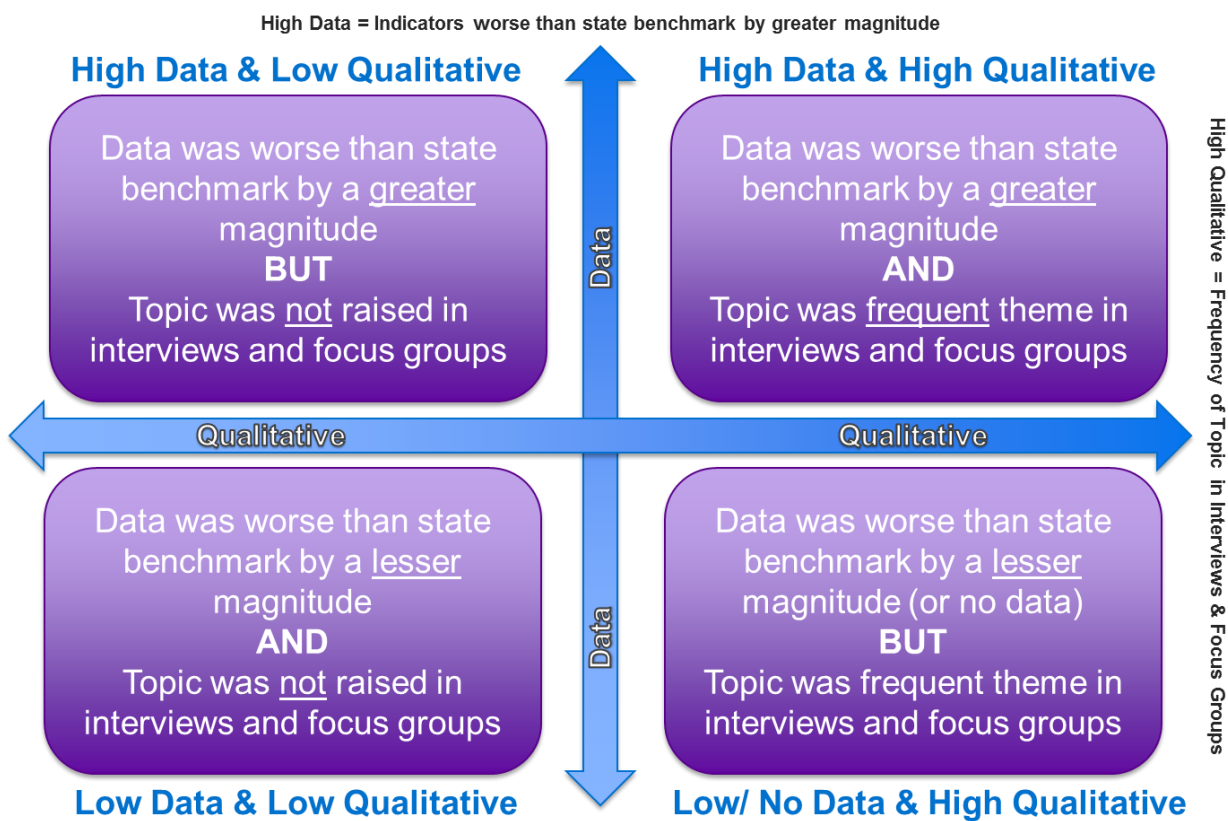 High Data = Indicators worse than state benchmark by greater magnitude
High Data & Low Qualitative
High Data & High Qualitative
Data was worse than state
benchmark by a greater
magnitude
BUT
Topic was not raised in
interviews and focus groups
Data
Data was worse than state
benchmark by a greater
magnitude
AND
Topic was frequent theme in
interviews and focus groups
High Qualitative = Frequency of Topic in Interviews & Focus Groups
Qualitative
Qualitative
Data was worse than state
benchmark by a lesser
magnitude
AND
Topic was not raised in
interviews and focus groups
Data
Data was worse than state
benchmark by a lesser
magnitude (or no data)
BUT
Topic was frequent theme in
interviews and focus groups
Low Data & Low Qualitative
Low/ No Data & High Qualitative